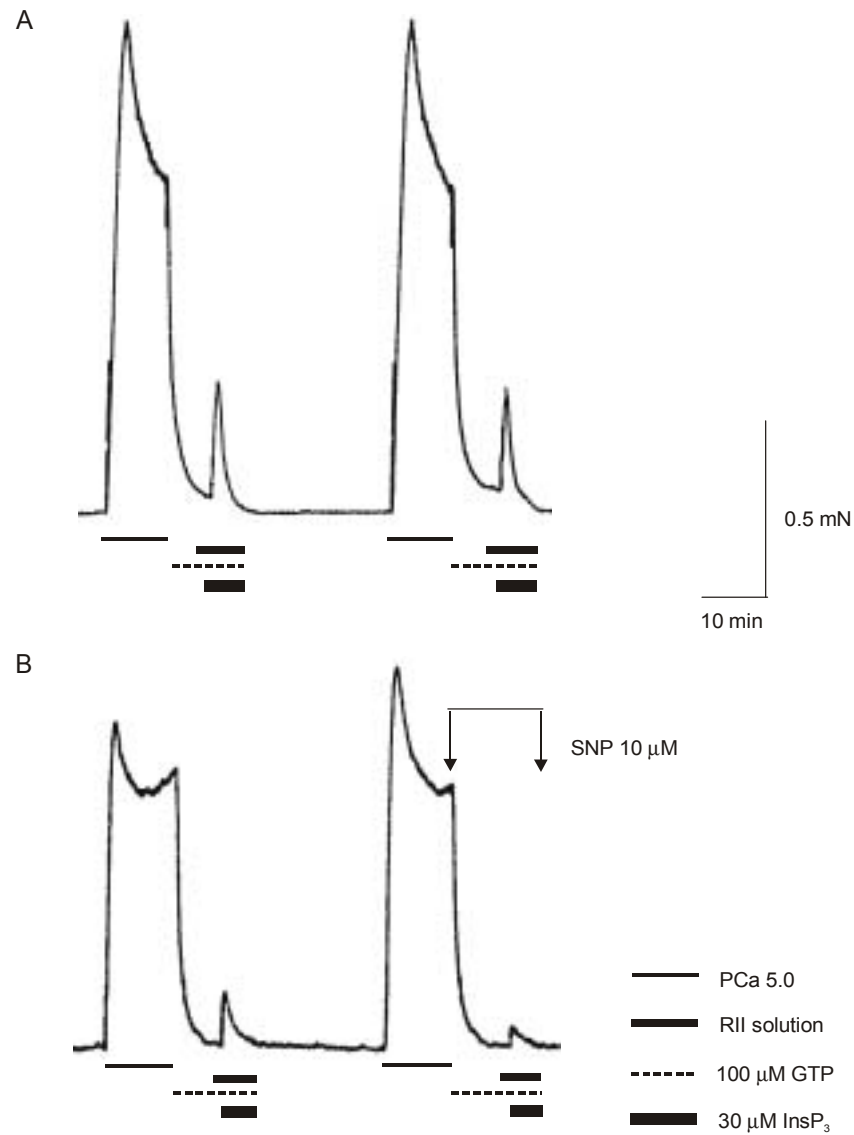 A
0.5 mN
10 min
B
SNP 10 μM
PCa 5.0
RII solution
100 μM GTP
30 μM InsP₃